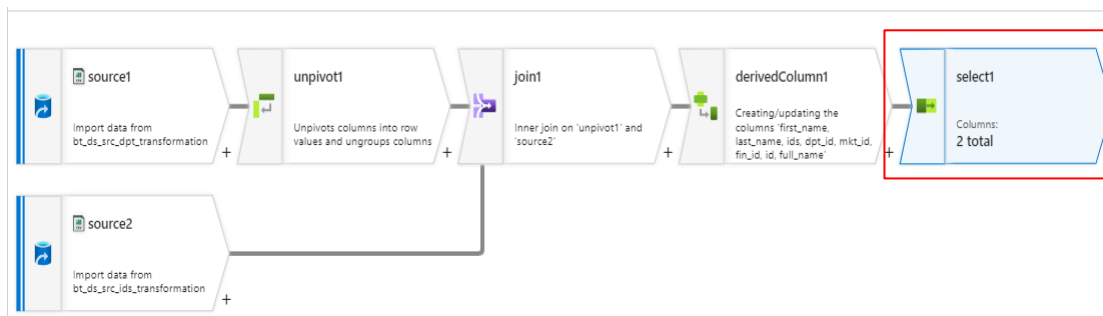 source1
Import data from
bt_ds_src_dpt_transformation
+
unpivot1
Unpivots columns into row
values and ungroups columns
+
join1
Inner join on 'unpivot1' and
'source2'
+
derivedColumn1
Creating/updating the
columns 'first_name,
last_name, ids, dpt_id, mkt_id,
fin_id, id, full_name'
+
select1
Columns:
2 total
source2
Import data from
bt_ds_src_ids_transformation
+